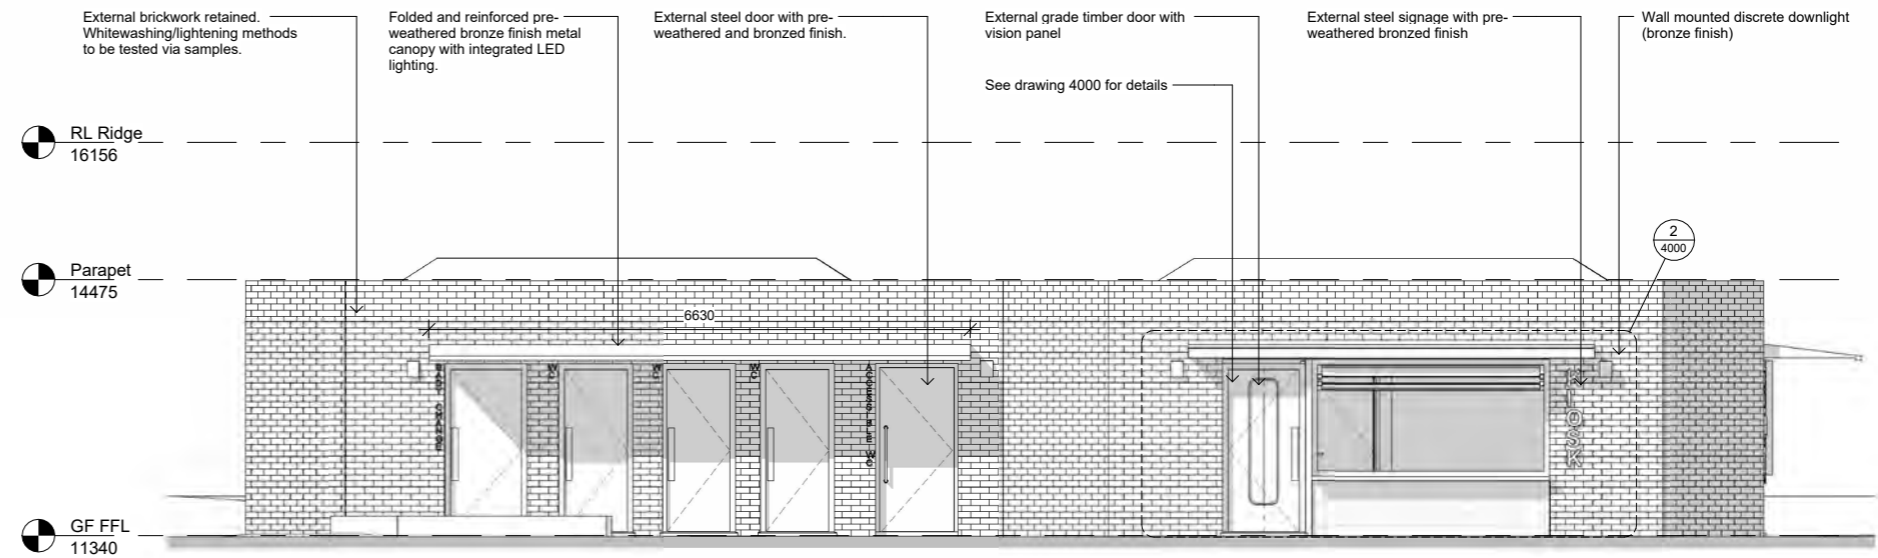 External brickwork retained.
Whitewashing/lightening methods
to be tested via samples.
Folded and reinforced pre-
weathered bronze finish metal
canopy with integrated LED
lighting.
External steel door with pre-
weathered and bronzed finish.
External grade timber door with
vision panel
See drawing 4000 for details
External steel signage with pre-
weathered bronzed finish
Wall mounted discrete downlight
(bronze finish)
RL Ridge
16156
2
4000
Parapet
14475
6630
BABY CHANGE
WC
WC
WC
ACCESSIBLE WC
KIOSK
GF FFL
11340